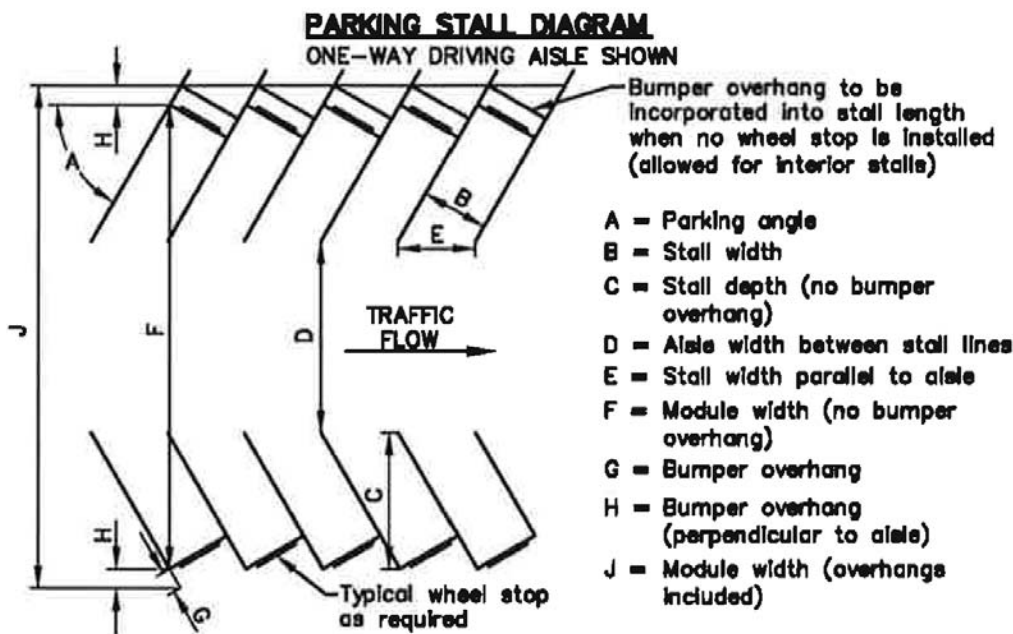 PARKING STALL DIAGRAM
ONE-WAY DRIVING AISLE SHOWN
Bumper overhang to be
incorporated into stall length
when no wheel stop is installed
(allowed for interior stalls)
H
A
B
E
J
F
D
TRAFFIC
FLOW
C
H
G
Typical wheel stop
as required
A = Parking angle
B = Stall width
C = Stall depth (no bumper
overhang)
D = Aisle width between stall lines
E = Stall width parallel to aisle
F = Module width (no bumper
overhang)
G = Bumper overhang
H = Bumper overhang
(perpendicular to aisle)
J = Module width (overhangs
included)